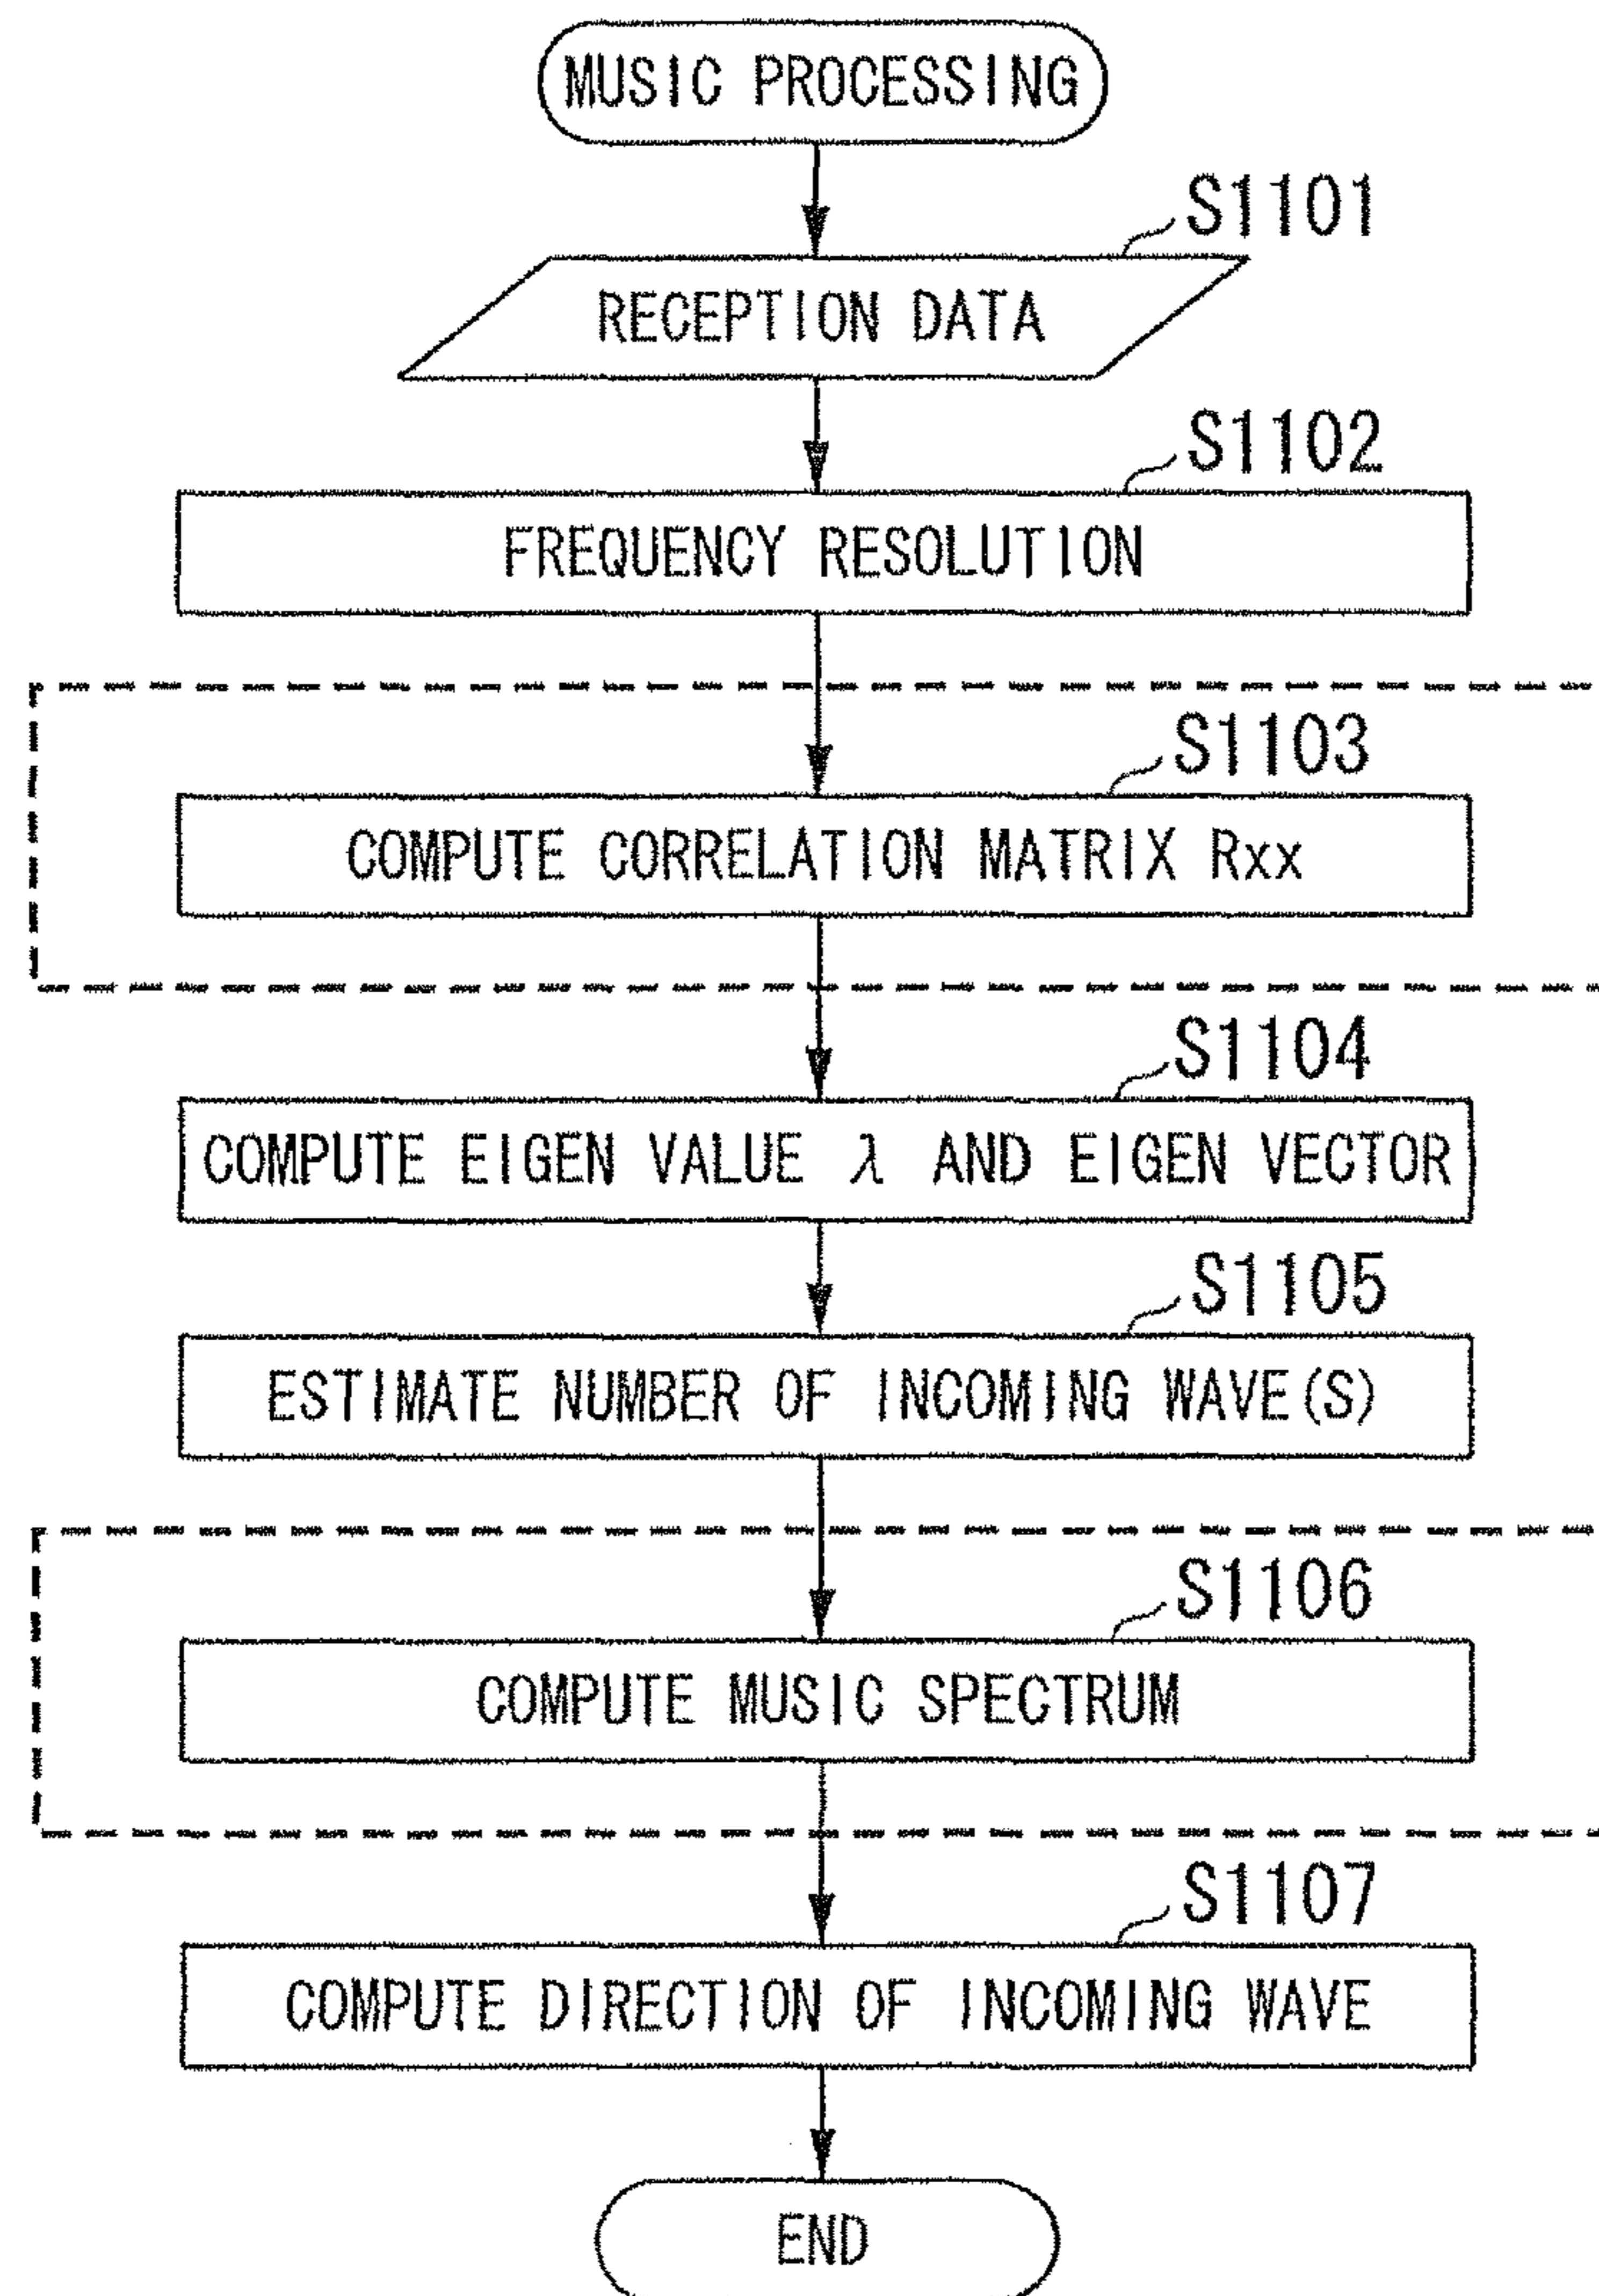 MUSIC PROCESSING
S1101
RECEPTION DATA
S1102
FREQUENCY RESOLUTION
S1103
COMPUTE CORRELATION MATRIX Rxx
S1104
COMPUTE EIGEN VALUE λ AND EIGEN VECTOR
S1105
ESTIMATE NUMBER OF INCOMING WAVE(S)
S1106
COMPUTE MUSIC SPECTRUM
S1107
COMPUTE DIRECTION OF INCOMING WAVE
END